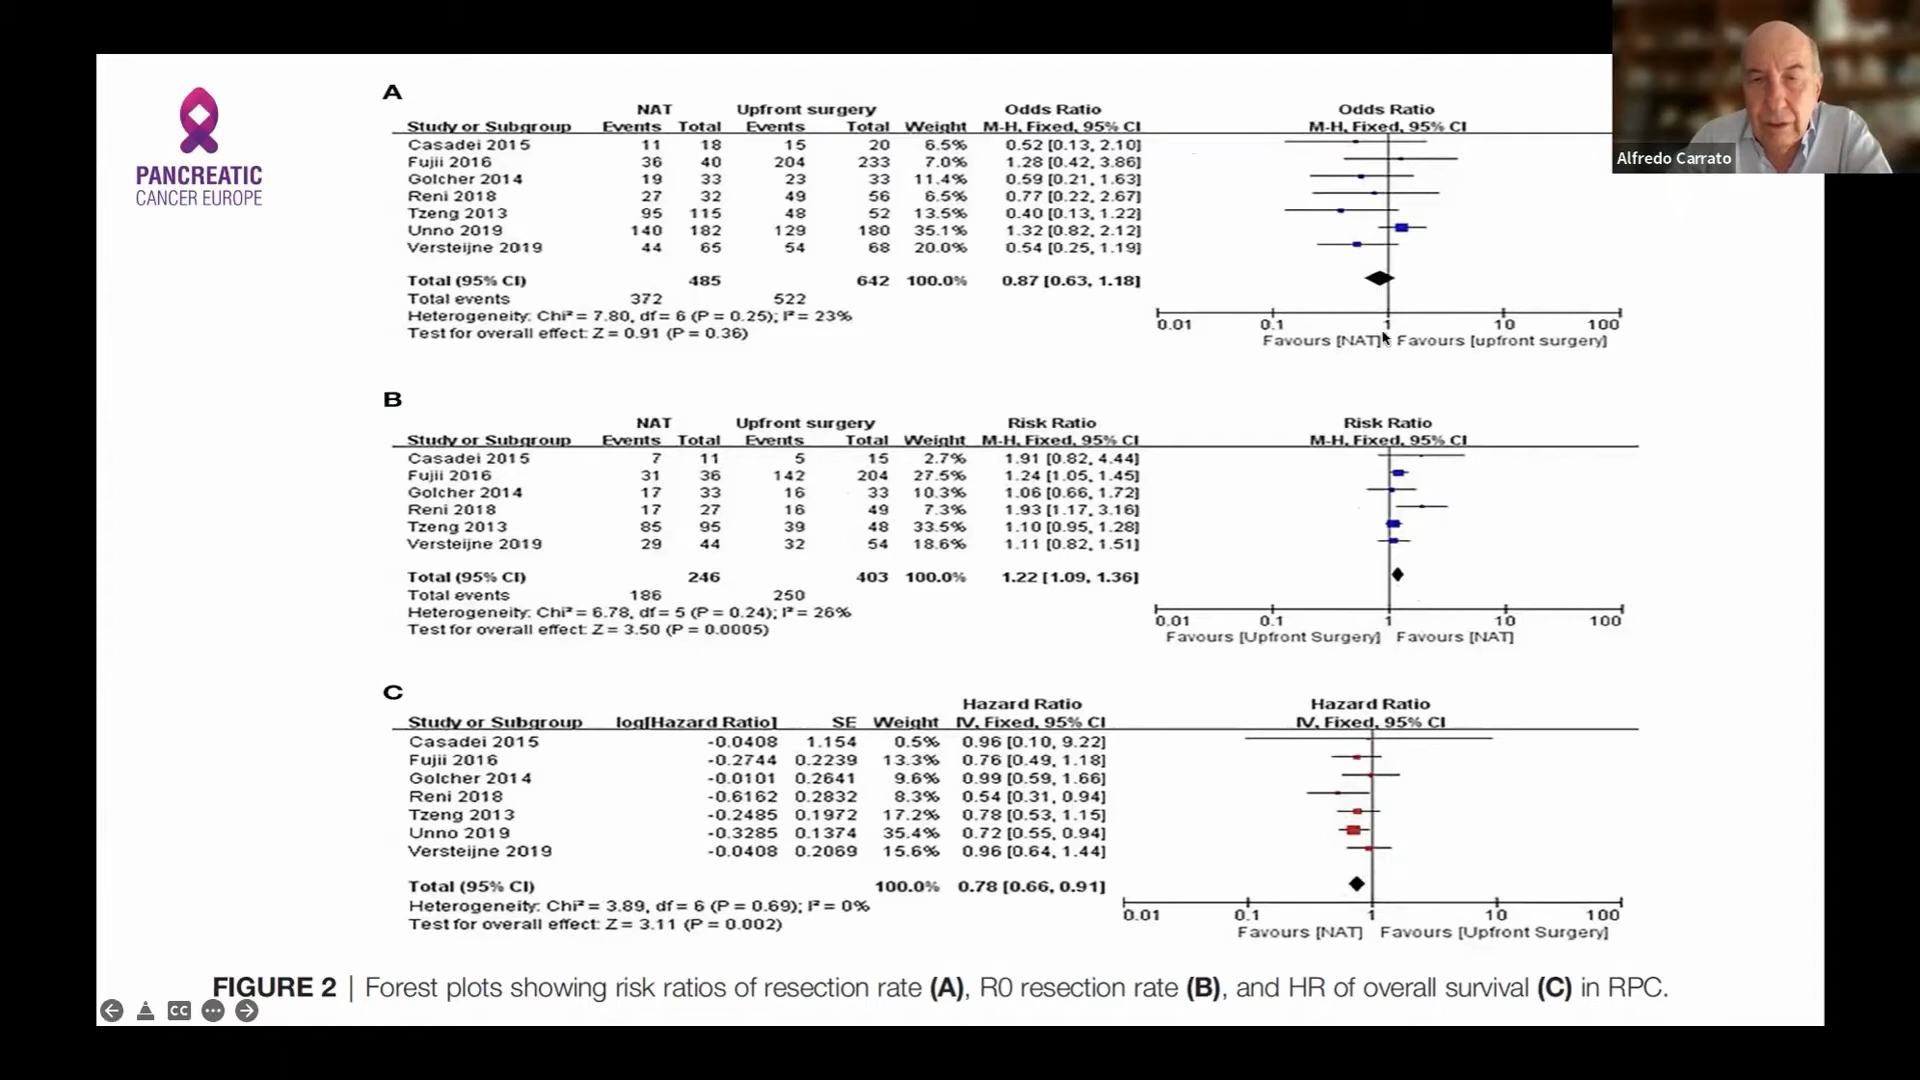 Alfredo Carrato
PANCREATIC
CANCER EUROPE
A
NAT Upfront surgery Odds Ratio Odds Ratio
Study or Subgroup Events Total Events Total Weight M-H, Fixed, 95% CI M-H, Fixed, 95% CI
Casadei 2015 11 18 15 20 6.5% 0.52 [0.13, 2.10]
Fujii 2016 36 40 204 233 7.0% 1.28 [0.42, 3.86]
Golcher 2014 19 33 23 33 11.4% 0.59 [0.21, 1.63]
Reni 2018 27 32 49 56 6.5% 0.77 [0.22, 2.67]
Tzeng 2013 95 115 48 52 13.5% 0.40 [0.13, 1.22]
Unno 2019 140 182 129 180 35.1% 1.32 [0.82, 2.12]
Versteijne 2019 44 65 54 68 20.0% 0.54 [0.25, 1.19]
Total (95% CI) 485 642 100.0% 0.87 [0.63, 1.18]
Total events 372 522
Heterogeneity: Chi² = 7.80, df = 6 (P = 0.25); I² = 23%
Test for overall effect: Z = 0.91 (P = 0.36)
0.01 0.1 1 10 100
Favours [NAT] Favours [upfront surgery]
B
NAT Upfront surgery Risk Ratio Risk Ratio
Study or Subgroup Events Total Events Total Weight M-H, Fixed, 95% CI M-H, Fixed, 95% CI
Casadei 2015 7 11 5 15 2.7% 1.91 [0.82, 4.44]
Fujii 2016 31 36 142 204 27.5% 1.24 [1.05, 1.45]
Golcher 2014 17 33 16 33 10.3% 1.06 [0.66, 1.72]
Reni 2018 17 27 16 49 7.3% 1.93 [1.17, 3.16]
Tzeng 2013 85 95 39 48 33.5% 1.10 [0.95, 1.28]
Versteijne 2019 29 44 32 54 18.6% 1.11 [0.82, 1.51]
Total (95% CI) 246 403 100.0% 1.22 [1.09, 1.36]
Total events 186 250
Heterogeneity: Chi² = 6.78, df = 5 (P = 0.24); I² = 26%
Test for overall effect: Z = 3.50 (P = 0.0005)
0.01 0.1 1 10 100
Favours [Upfront Surgery] Favours [NAT]
C
Hazard Ratio Hazard Ratio
Study or Subgroup log[Hazard Ratio] SE Weight IV, Fixed, 95% CI IV, Fixed, 95% CI
Casadei 2015 -0.0408 1.154 0.5% 0.96 [0.10, 9.22]
Fujii 2016 -0.2744 0.2239 13.3% 0.76 [0.49, 1.18]
Golcher 2014 -0.0101 0.2641 9.6% 0.99 [0.59, 1.66]
Reni 2018 -0.6162 0.2832 8.3% 0.54 [0.31, 0.94]
Tzeng 2013 -0.2485 0.1972 17.2% 0.78 [0.53, 1.15]
Unno 2019 -0.3285 0.1374 35.4% 0.72 [0.55, 0.94]
Versteijne 2019 -0.0408 0.2069 15.6% 0.96 [0.64, 1.44]
Total (95% CI) 100.0% 0.78 [0.66, 0.91]
Heterogeneity: Chi² = 3.89, df = 6 (P = 0.69); I² = 0%
Test for overall effect: Z = 3.11 (P = 0.002)
0.01 0.1 1 10 100
Favours [NAT] Favours [Upfront Surgery]
FIGURE 2 | Forest plots showing risk ratios of resection rate (A), R0 resection rate (B), and HR of overall survival (C) in RPC.
CC